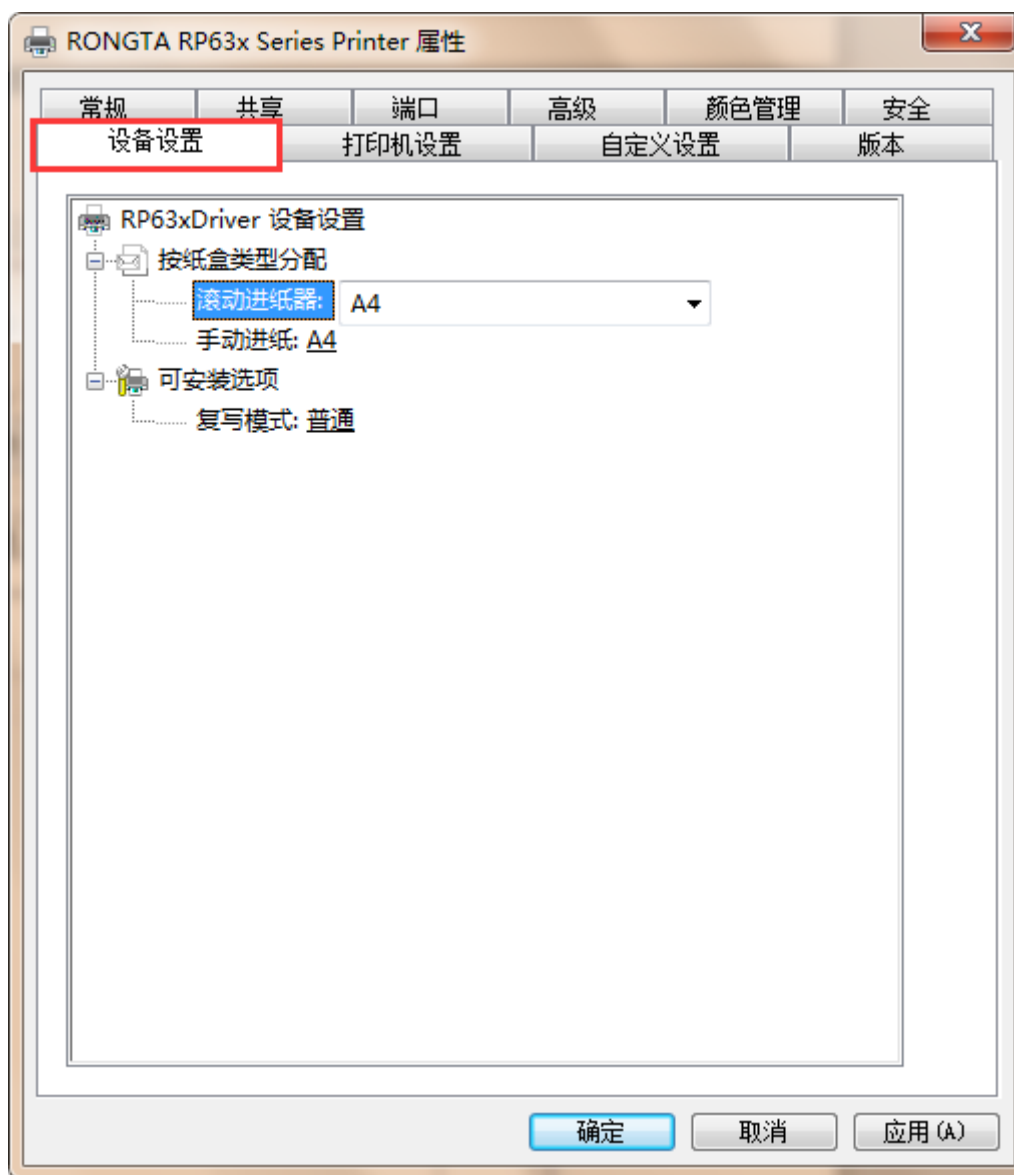 RONGTA RP63x Series Printer 属性
常规 共享 端口 高级 颜色管理 安全
设备设置 打印机设置 自定义设置 版本
RP63xDriver 设备设置
按纸盒类型分配
滚动进纸器: A4
手动进纸: A4
可安装选项
复写模式: 普通
确定 取消 应用(A)